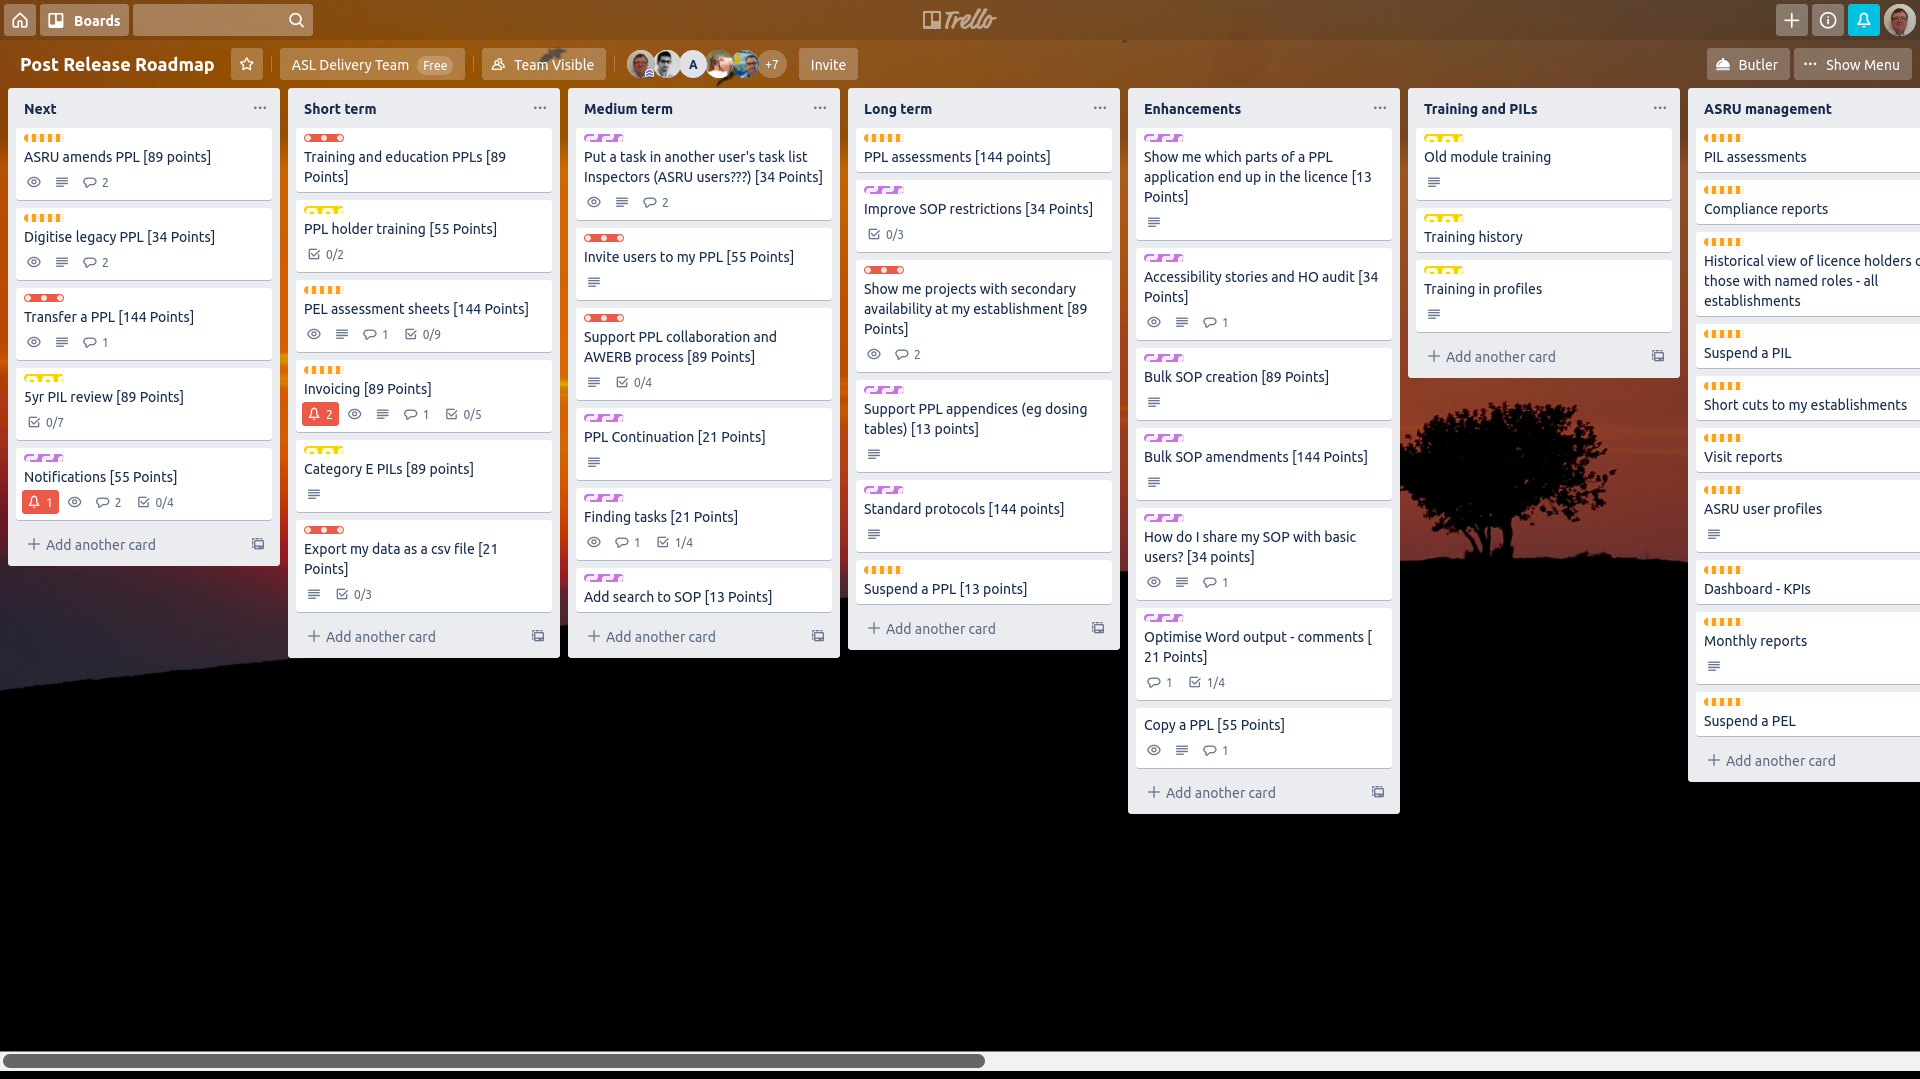 Boards
Trello
Post Release Roadmap
ASL Delivery Team Free
Team Visible
A
+7
Invite
Butler
Show Menu
Next
ASRU amends PPL [89 points]
2
Digitise legacy PPL [34 Points]
2
Transfer a PPL [144 Points]
1
5yr PIL review [89 Points]
0/7
Notifications [55 Points]
1 2 0/4
Add another card
Short term
Training and education PPLs [89
Points]
PPL holder training [55 Points]
0/2
PEL assessment sheets [144 Points]
1 0/9
Invoicing [89 Points]
2 1 0/5
Category E PILs [89 points]
Export my data as a csv file [21
Points]
0/3
Add another card
Medium term
Put a task in another user's task list
Inspectors (ASRU users???) [34 Points]
2
Invite users to my PPL [55 Points]
Support PPL collaboration and
AWERB process [89 Points]
0/4
PPL Continuation [21 Points]
Finding tasks [21 Points]
1 1/4
Add search to SOP [13 Points]
Add another card
Long term
PPL assessments [144 points]
Improve SOP restrictions [34 Points]
0/3
Show me projects with secondary
availability at my establishment [89
Points]
2
Support PPL appendices (eg dosing
tables) [13 points]
Standard protocols [144 points]
Suspend a PPL [13 points]
Add another card
Enhancements
Show me which parts of a PPL
application end up in the licence [13
Points]
Accessibility stories and HO audit [34
Points]
1
Bulk SOP creation [89 Points]
Bulk SOP amendments [144 Points]
How do I share my SOP with basic
users? [34 points]
1
Optimise Word output - comments [
21 Points]
1 1/4
Copy a PPL [55 Points]
1
Add another card
Training and PILs
Old module training
Training history
Training in profiles
Add another card
ASRU management
PIL assessments
Compliance reports
Historical view of licence holders
those with named roles - all
establishments
Suspend a PIL
Short cuts to my establishments
Visit reports
ASRU user profiles
Dashboard - KPIs
Monthly reports
Suspend a PEL
Add another card